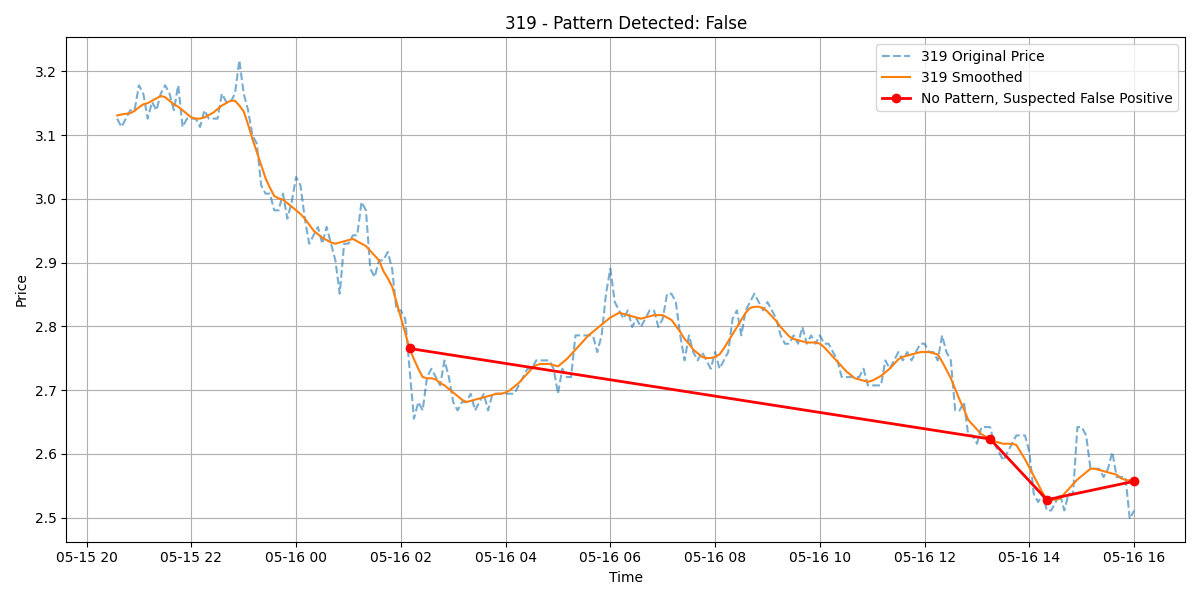 319 - Pattern Detected: False
319 Original Price
319 Smoothed
No Pattern, Suspected False Positive
Price
3.2
3.1
3.0
2.9
2.8
2.7
2.6
2.5
05-15 20 05-15 22 05-16 00 05-16 02 05-16 04 05-16 06 05-16 08 05-16 10 05-16 12 05-16 14 05-16 16
Time